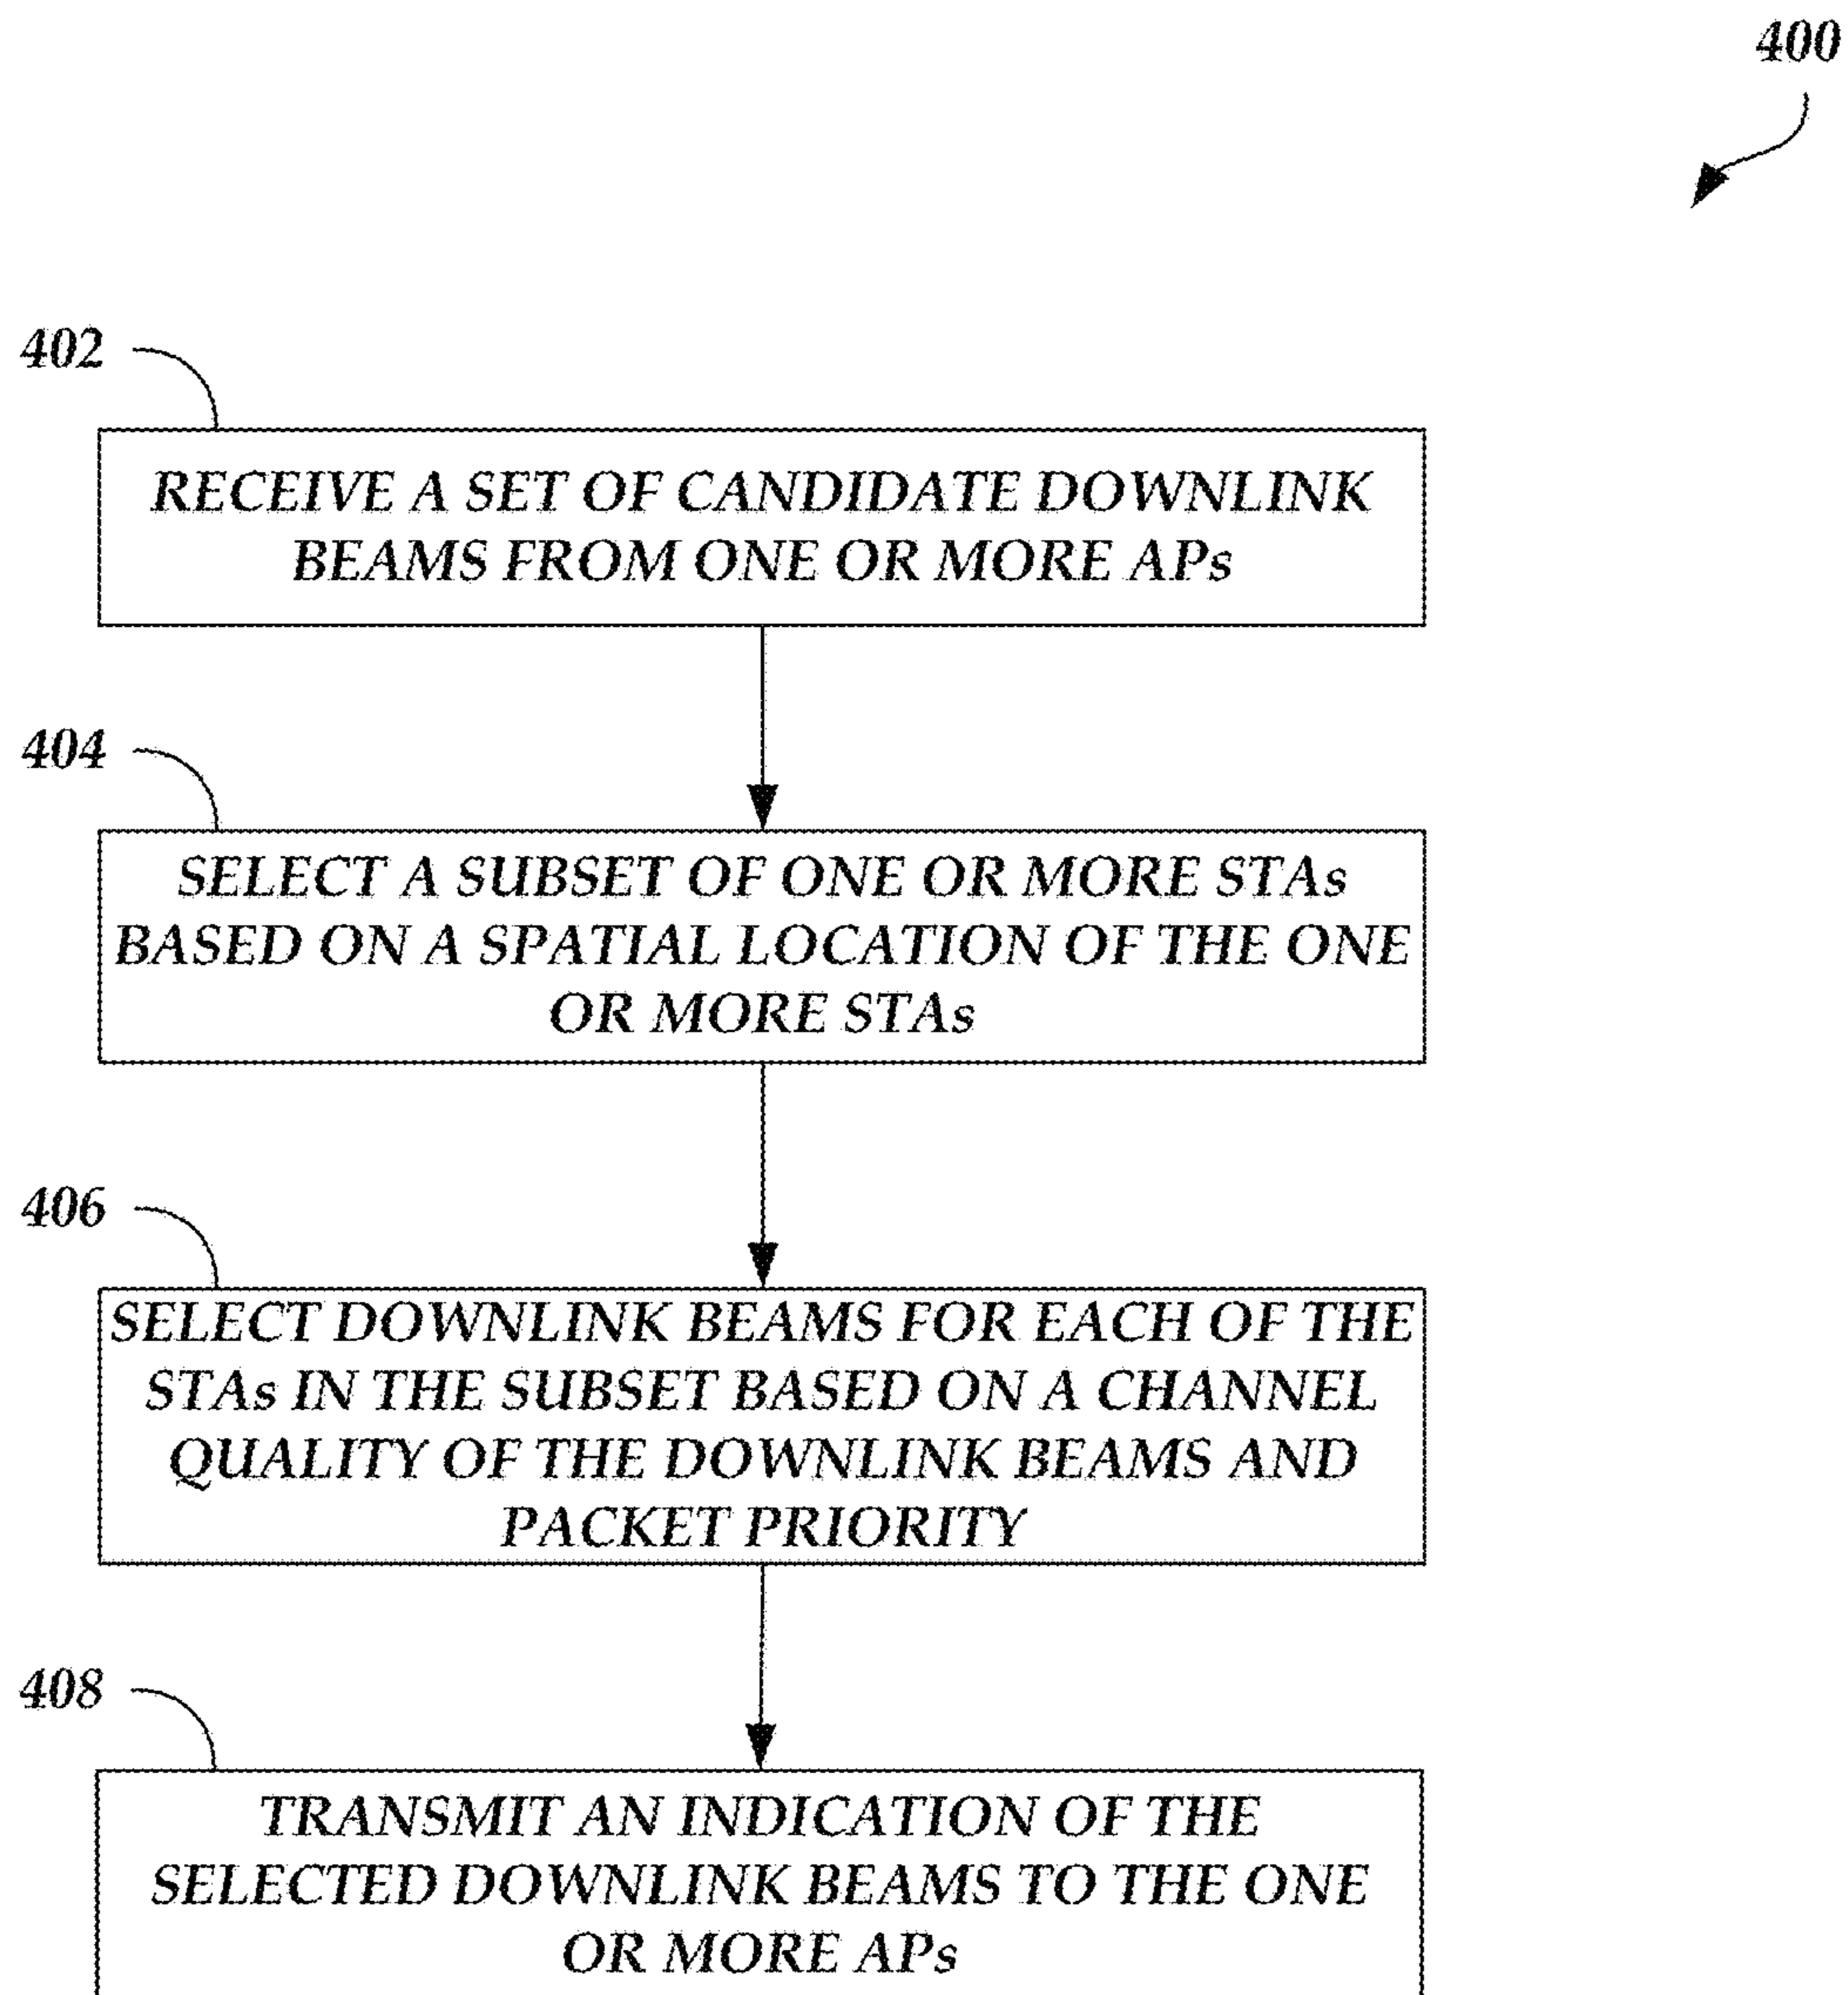 400
402
RECEIVE A SET OF CANDIDATE DOWNLINK
BEAMS FROM ONE OR MORE APs
404
SELECT A SUBSET OF ONE OR MORE STAs
BASED ON A SPATIAL LOCATION OF THE ONE
OR MORE STAs
406
SELECT DOWNLINK BEAMS FOR EACH OF THE
STAs IN THE SUBSET BASED ON A CHANNEL
QUALITY OF THE DOWNLINK BEAMS AND
PACKET PRIORITY
408
TRANSMIT AN INDICATION OF THE
SELECTED DOWNLINK BEAMS TO THE ONE
OR MORE APs